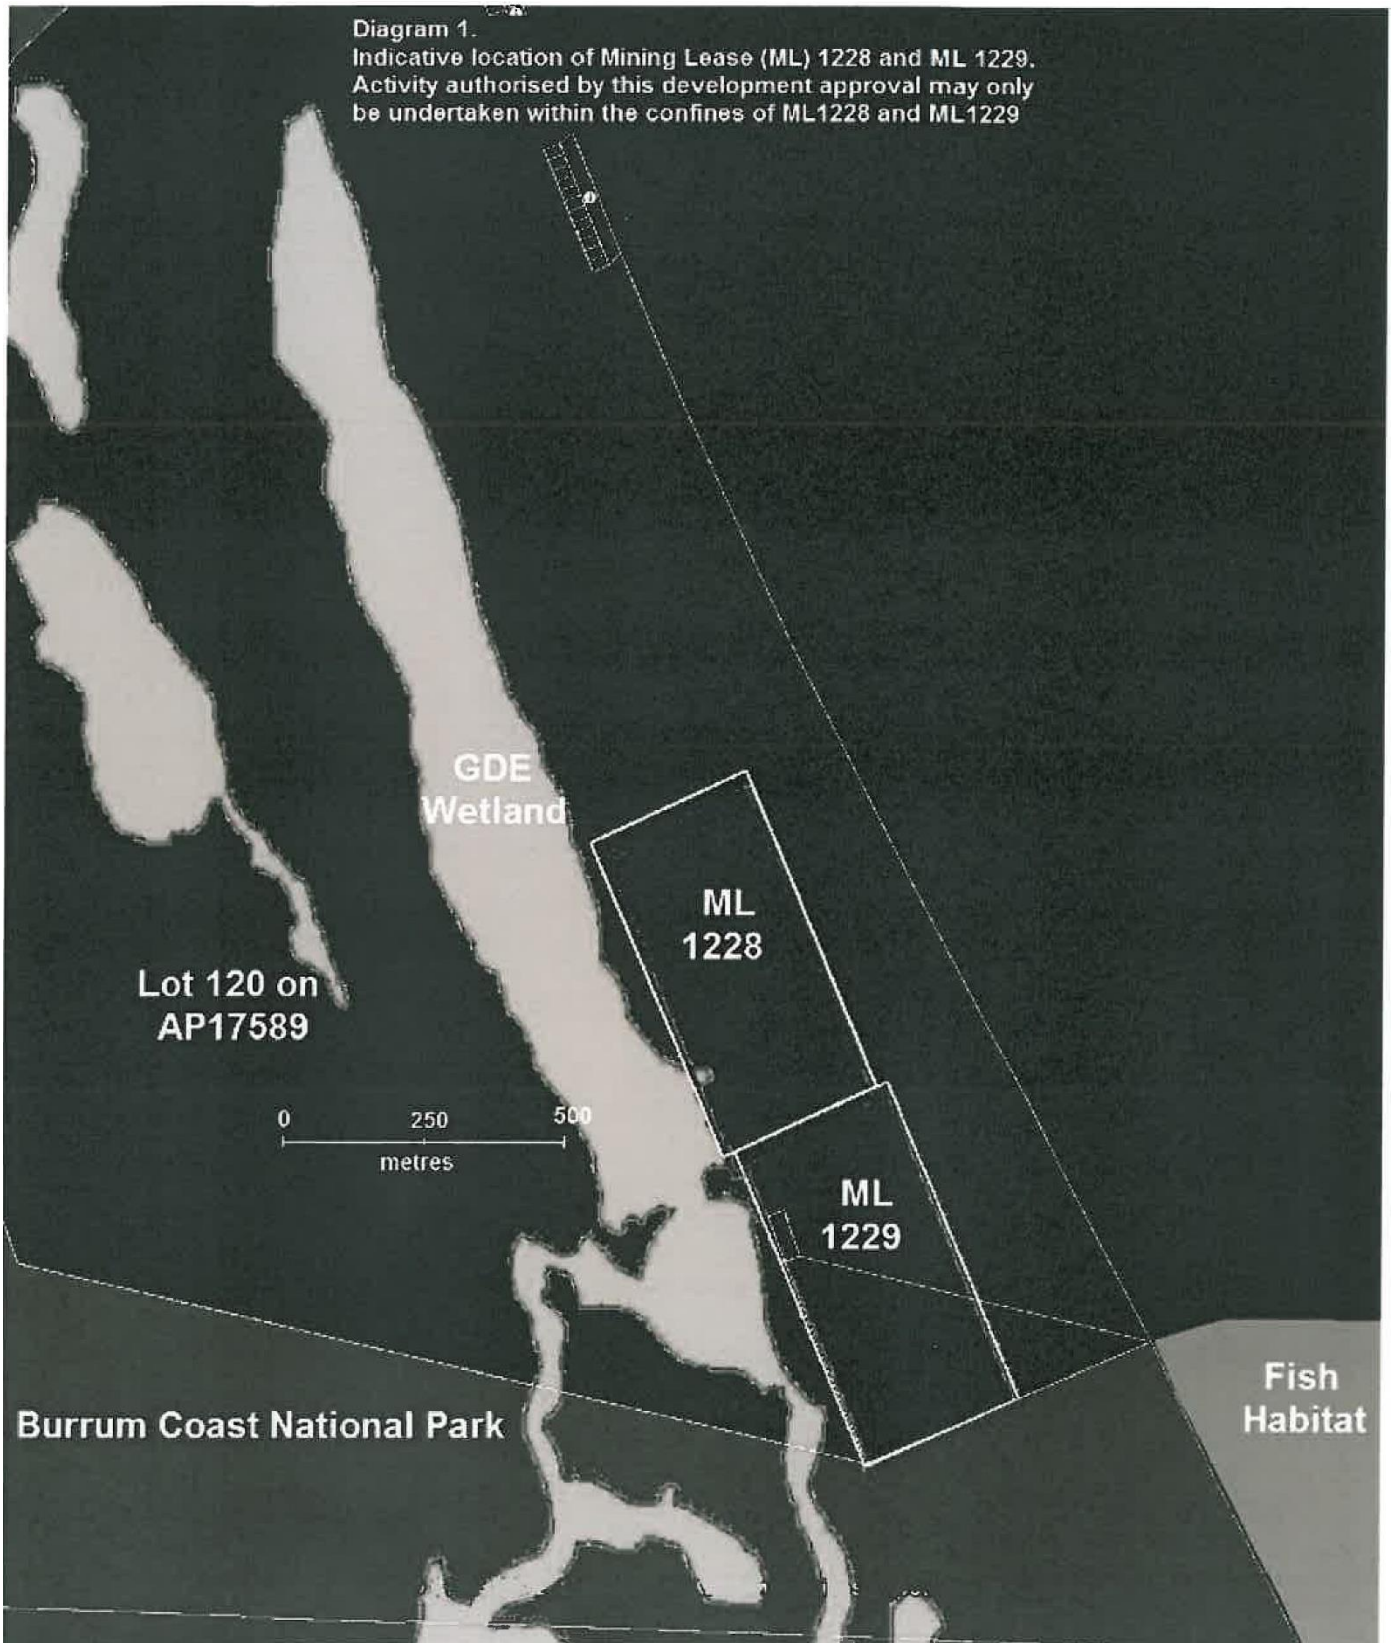 Diagram 1.
Indicative location of Mining Lease (ML) 1228 and ML 1229.
Activity authorised by this development approval may only
be undertaken within the confines of ML1228 and ML1229
GDE
Wetland
ML
1228
Lot 120 on
AP17589
0 250 500
metres
ML
1229
Fish
Habitat
Burrum Coast National Park